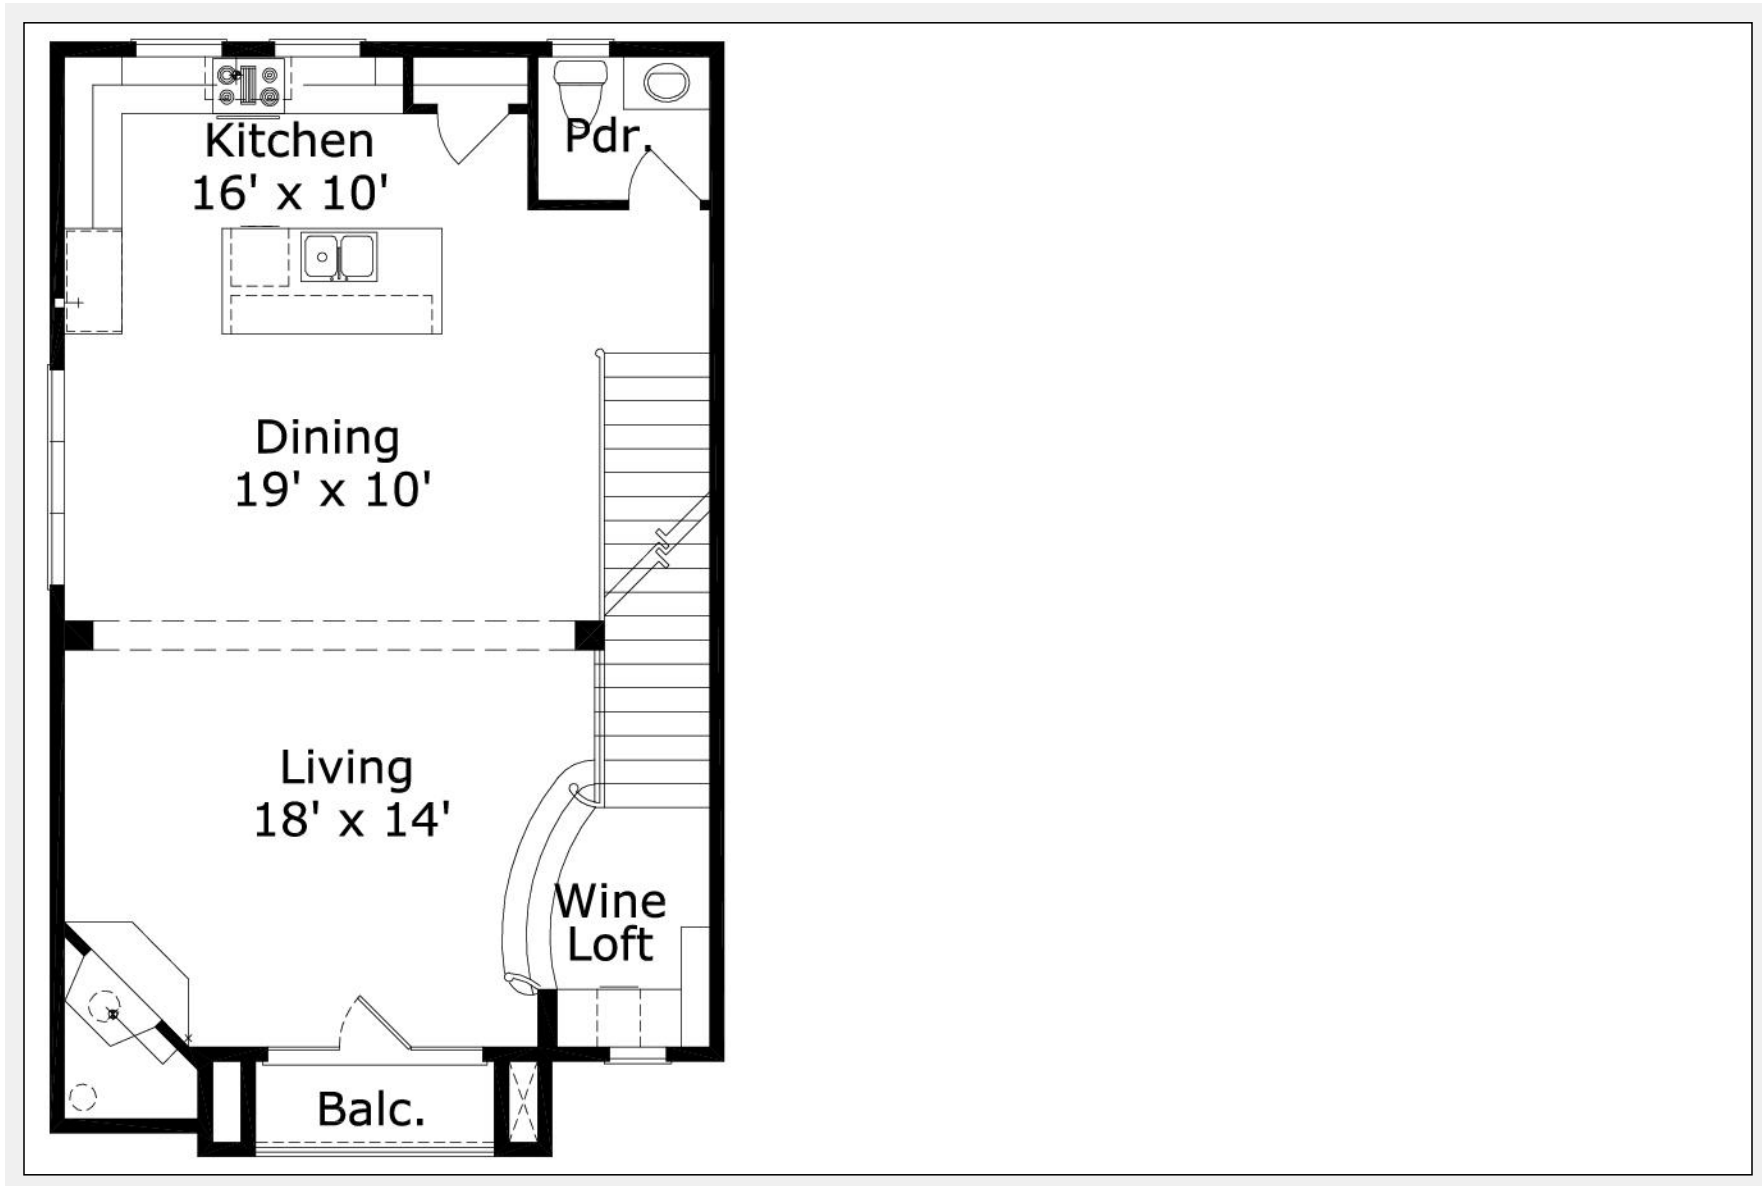 Kitchen
16' x 10'
Pdr.
Dining
19' x 10'
Living
18' x 14'
Wine
Loft
Balc.